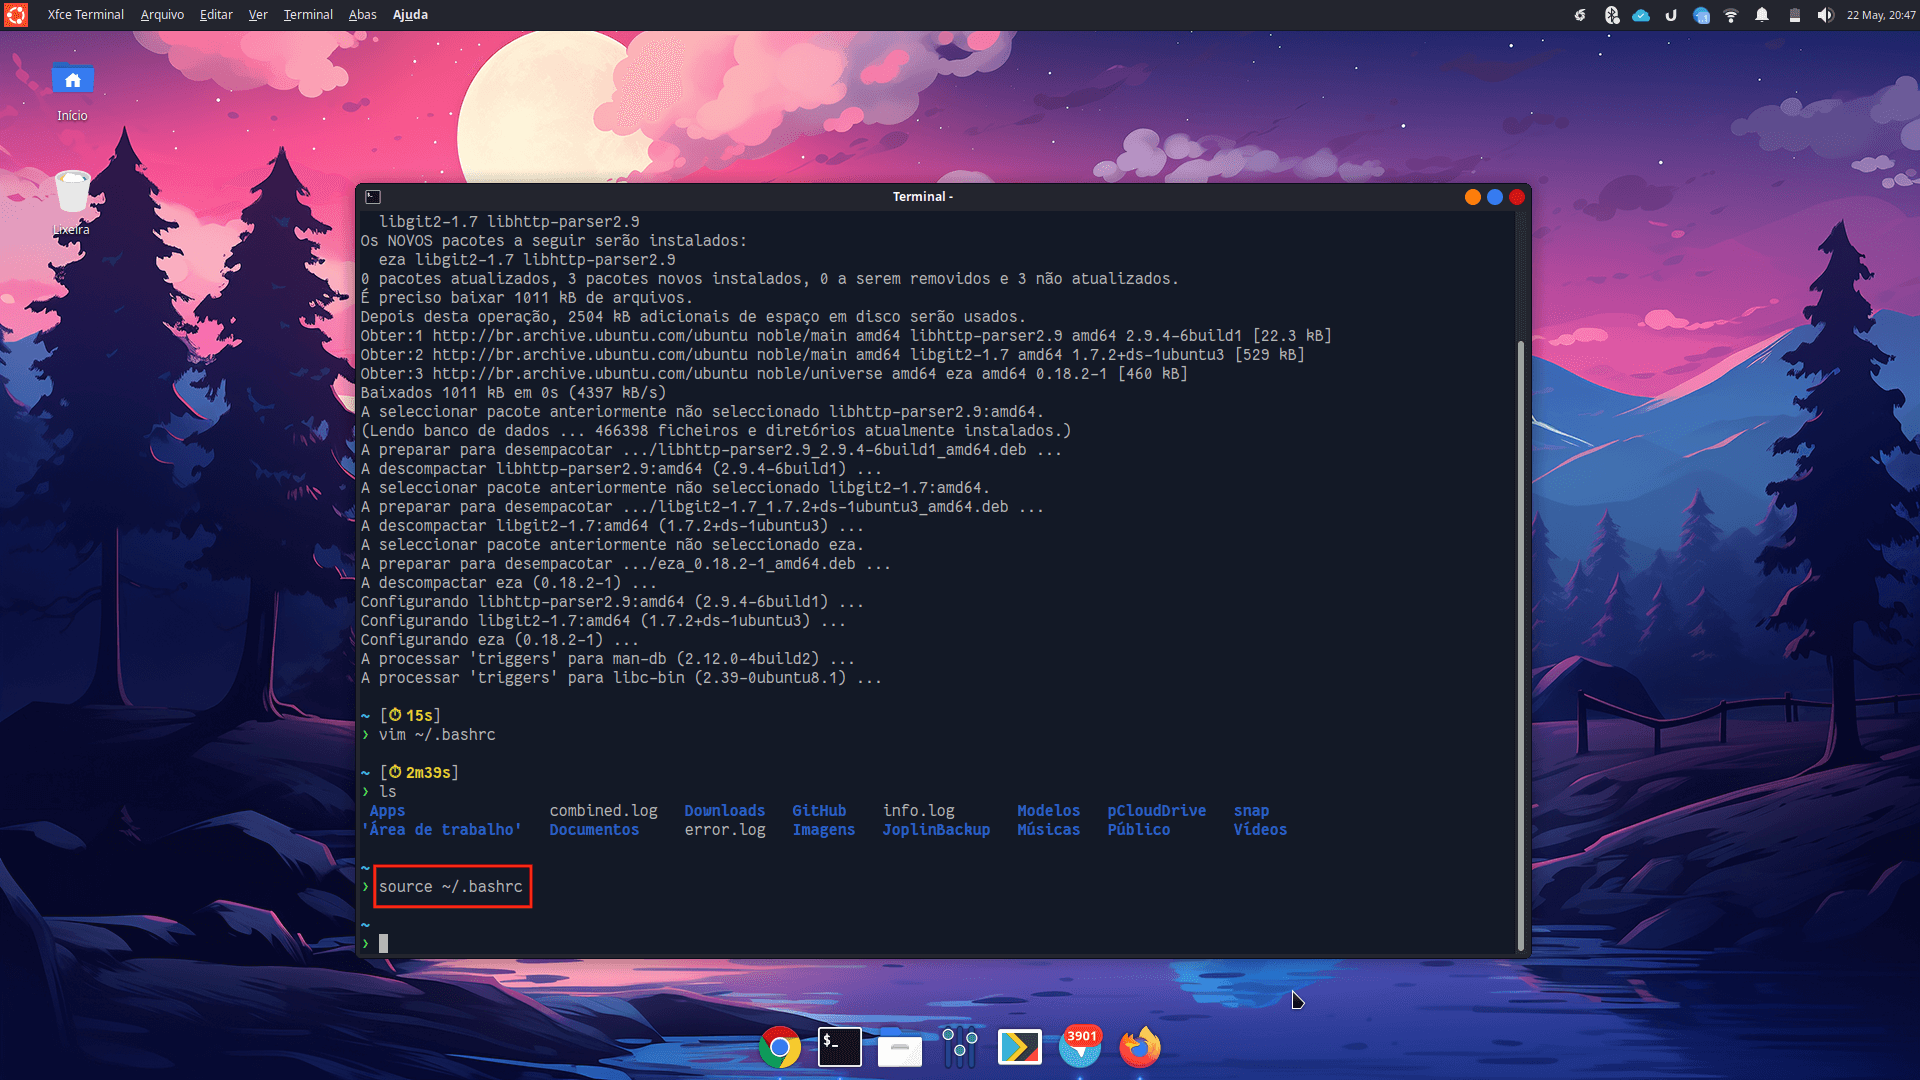 Xfce Terminal Arquivo Editar Ver Terminal Abas Ajuda
22 May, 20:47
Início
Lixeira
Terminal -
libgit2-1.7 libhttp-parser2.9
Os NOVOS pacotes a seguir serão instalados:
eza libgit2-1.7 libhttp-parser2.9
0 pacotes atualizados, 3 pacotes novos instalados, 0 a serem removidos e 3 não atualizados.
É preciso baixar 1011 kB de arquivos.
Depois desta operação, 2504 kB adicionais de espaço em disco serão usados.
Obter:1 http://br.archive.ubuntu.com/ubuntu noble/main amd64 libhttp-parser2.9 amd64 2.9.4-6build1 [22.3 kB]
Obter:2 http://br.archive.ubuntu.com/ubuntu noble/main amd64 libgit2-1.7 amd64 1.7.2+ds-1ubuntu3 [529 kB]
Obter:3 http://br.archive.ubuntu.com/ubuntu noble/universe amd64 eza amd64 0.18.2-1 [460 kB]
Baixados 1011 kB em 0s (4397 kB/s)
A seleccionar pacote anteriormente não seleccionado libhttp-parser2.9:amd64.
(Lendo banco de dados ... 466398 ficheiros e diretórios atualmente instalados.)
A preparar para desempacotar .../libhttp-parser2.9_2.9.4-6build1_amd64.deb ...
A descompactar libhttp-parser2.9:amd64 (2.9.4-6build1) ...
A seleccionar pacote anteriormente não seleccionado libgit2-1.7:amd64.
A preparar para desempacotar .../libgit2-1.7_1.7.2+ds-1ubuntu3_amd64.deb ...
A descompactar libgit2-1.7:amd64 (1.7.2+ds-1ubuntu3) ...
A seleccionar pacote anteriormente não seleccionado eza.
A preparar para desempacotar .../eza_0.18.2-1_amd64.deb ...
A descompactar eza (0.18.2-1) ...
Configurando libhttp-parser2.9:amd64 (2.9.4-6build1) ...
Configurando libgit2-1.7:amd64 (1.7.2+ds-1ubuntu3) ...
Configurando eza (0.18.2-1) ...
A processar 'triggers' para man-db (2.12.0-4build2) ...
A processar 'triggers' para libc-bin (2.39-0ubuntu8.1) ...
~ [⏱ 15s]
❯ vim ~/.bashrc
~ [⏱ 2m39s]
❯ ls
Apps combined.log Downloads GitHub info.log Modelos pCloudDrive snap
'Área de trabalho' Documentos error.log Imagens JoplinBackup Músicas Público Vídeos
~
❯ source ~/.bashrc
~
❯
$_
3901